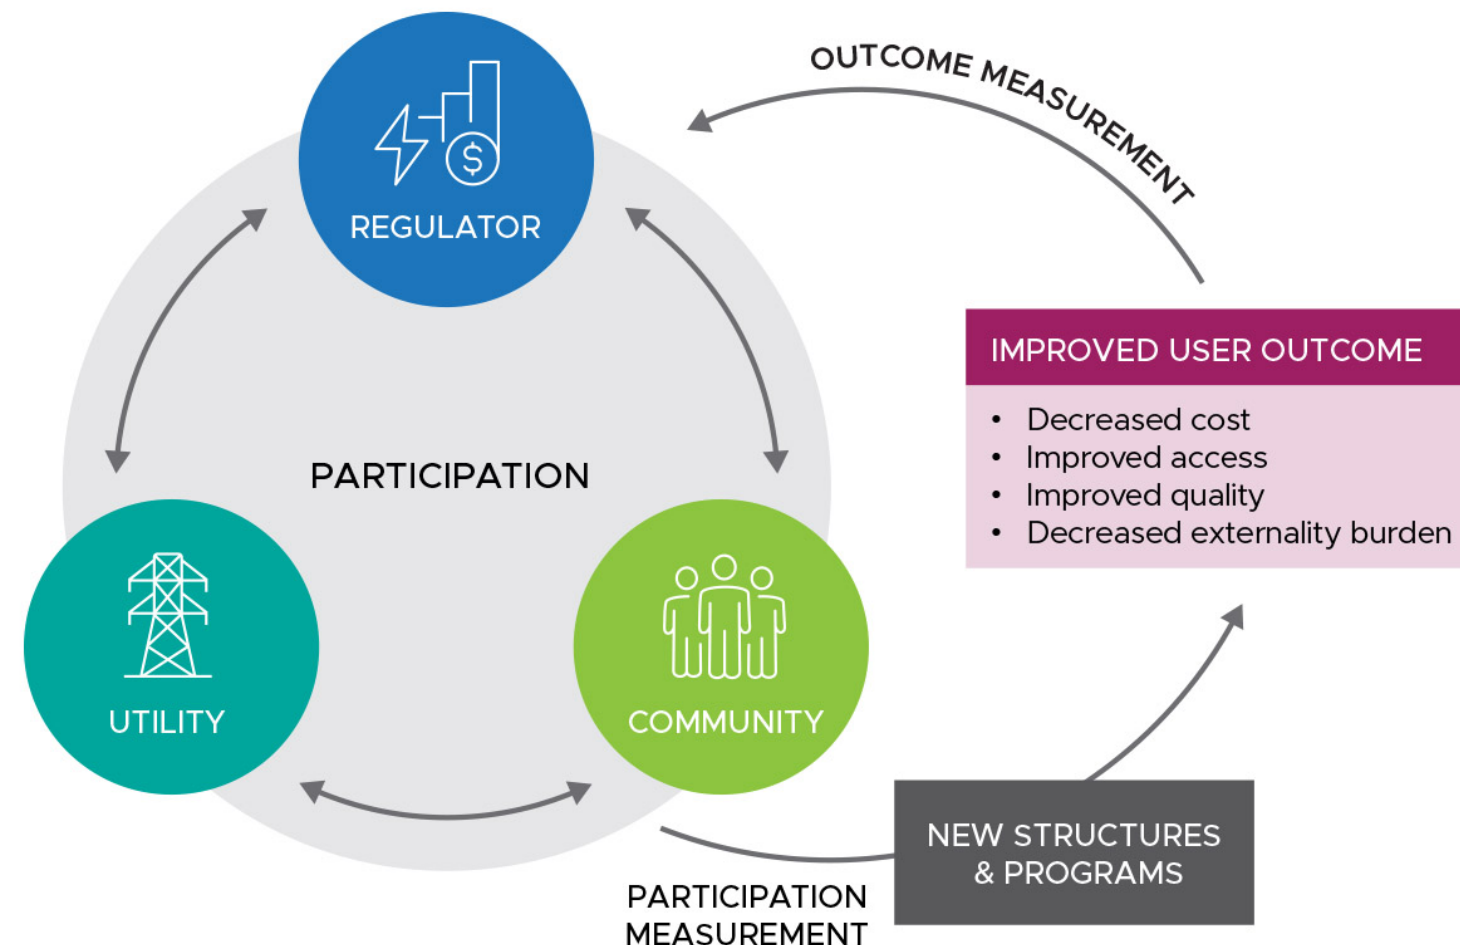 OUTCOME MEASUREMENT
$
REGULATOR
IMPROVED USER OUTCOME
• Decreased cost
• Improved access
• Improved quality
• Decreased externality burden
PARTICIPATION
UTILITY
COMMUNITY
NEW STRUCTURES
& PROGRAMS
PARTICIPATION
MEASUREMENT